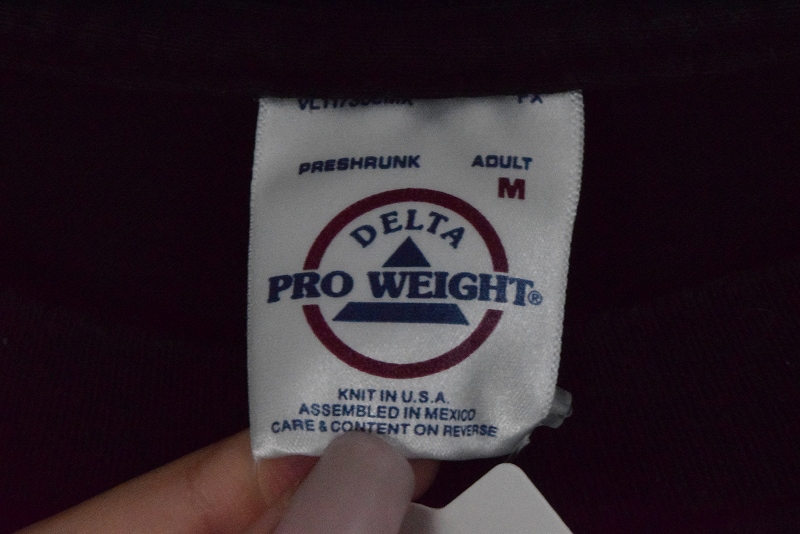 PRESHRUNK ADULT
M
DELTA
PRO WEIGHT®
KNIT IN U.S.A.
ASSEMBLED IN MEXICO
CARE & CONTENT ON REVERSE